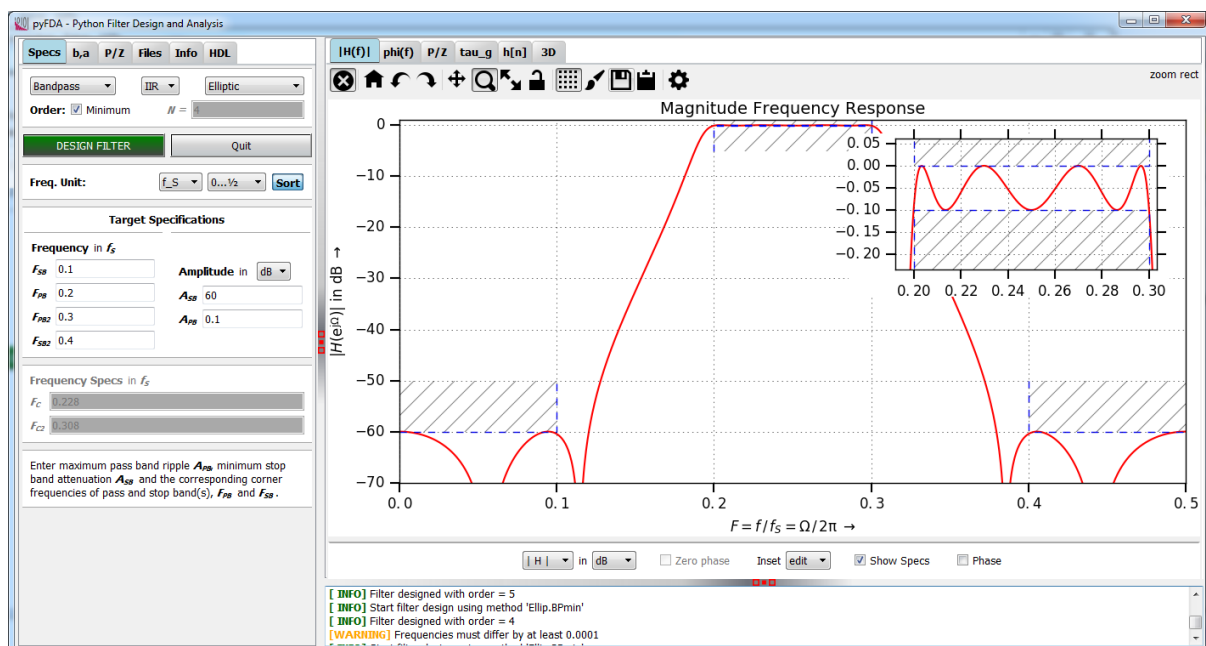 pyFDA - Python Filter Design and Analysis
Specs b,a P/Z Files Info HDL
Bandpass IIR Elliptic
Order: Minimum N = 4
DESIGN FILTER Quit
Freq. Unit: f_S 0...½ Sort
Target Specifications
Frequency in fS
FSB 0.1
Amplitude in dB
FPB 0.2
ASB 60
FPB2 0.3
APB 0.1
FSB2 0.4
Frequency Specs in fS
FC 0.228
FC2 0.308
Enter maximum pass band ripple APB, minimum stop
band attenuation ASB and the corresponding corner
frequencies of pass and stop band(s), FPB and FSB .
|H(f)| phi(f) P/Z tau_g h[n] 3D
zoom rect
Magnitude Frequency Response
|H(e^jΩ)| in dB →
0
−10
−20
−30
−40
−50
−60
−70
0.0 0.1 0.2 0.3 0.4 0.5
F = f/fS = Ω/2π →
0.05
0.00
−0.05
−0.10
−0.15
−0.20
0.20 0.22 0.24 0.26 0.28 0.30
| H | in dB Zero phase Inset edit Show Specs Phase
[ INFO] Filter designed with order = 5
[ INFO] Start filter design using method 'Ellip.BPmin'
[ INFO] Filter designed with order = 4
[WARNING] Frequencies must differ by at least 0.0001